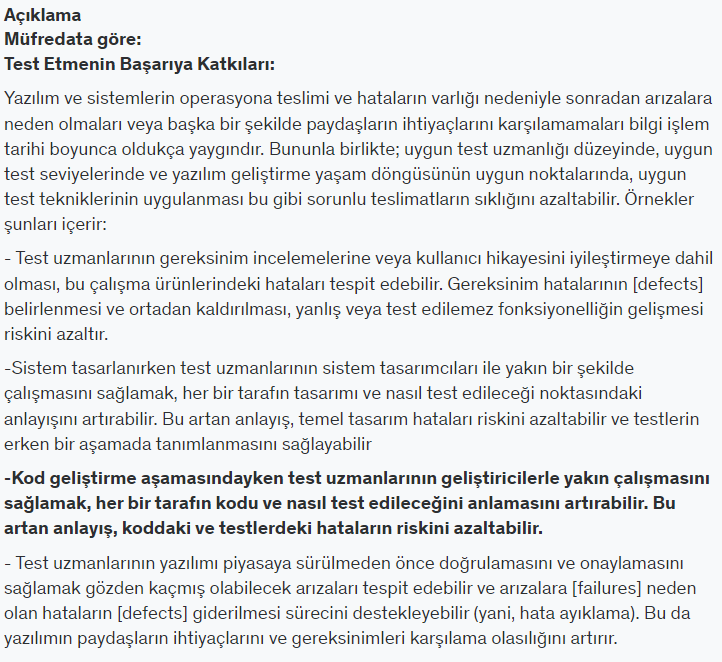 Açıklama
Müfredata göre:
Test Etmenin Başarıya Katkıları:
Yazılım ve sistemlerin operasyona teslimi ve hataların varlığı nedeniyle sonradan arızalara
neden olmaları veya başka bir şekilde paydaşların ihtiyaçlarını karşılamamaları bilgi işlem
tarihi boyunca oldukça yaygındır. Bununla birlikte; uygun test uzmanlığı düzeyinde, uygun
test seviyelerinde ve yazılım geliştirme yaşam döngüsünün uygun noktalarında, uygun
test tekniklerinin uygulanması bu gibi sorunlu teslimatların sıklığını azaltabilir. Örnekler
şunları içerir:
- Test uzmanlarının gereksinim incelemelerine veya kullanıcı hikayesini iyileştirmeye dahil
olması, bu çalışma ürünlerindeki hataları tespit edebilir. Gereksinim hatalarının [defects]
belirlenmesi ve ortadan kaldırılması, yanlış veya test edilemez fonksiyonelliğin gelişmesi
riskini azaltır.
-Sistem tasarlanırken test uzmanlarının sistem tasarımcıları ile yakın bir şekilde
çalışmasını sağlamak, her bir tarafın tasarımı ve nasıl test edileceği noktasındaki
anlayışını artırabilir. Bu artan anlayış, temel tasarım hataları riskini azaltabilir ve testlerin
erken bir aşamada tanımlanmasını sağlayabilir
-Kod geliştirme aşamasındayken test uzmanlarının geliştiricilerle yakın çalışmasını
sağlamak, her bir tarafın kodu ve nasıl test edileceğini anlamasını artırabilir. Bu
artan anlayış, koddaki ve testlerdeki hataların riskini azaltabilir.
- Test uzmanlarının yazılımı piyasaya sürülmeden önce doğrulamasını ve onaylamasını
sağlamak gözden kaçmış olabilecek arızaları tespit edebilir ve arızalara [failures] neden
olan hataların [defects] giderilmesi sürecini destekleyebilir (yani, hata ayıklama). Bu da
yazılımın paydaşların ihtiyaçlarını ve gereksinimleri karşılama olasılığını artırır.